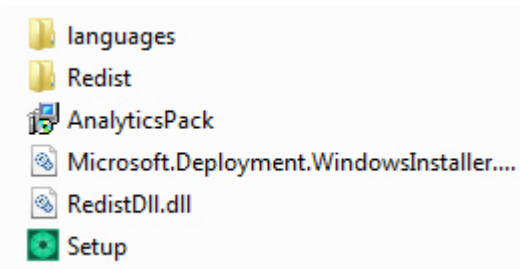 languages
Redist
AnalyticsPack
Microsoft.Deployment.WindowsInstaller....
RedistDll.dll
Setup